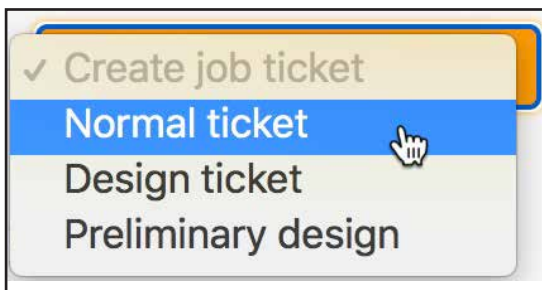 ✓ Create job ticket
Normal ticket
Design ticket
Preliminary design